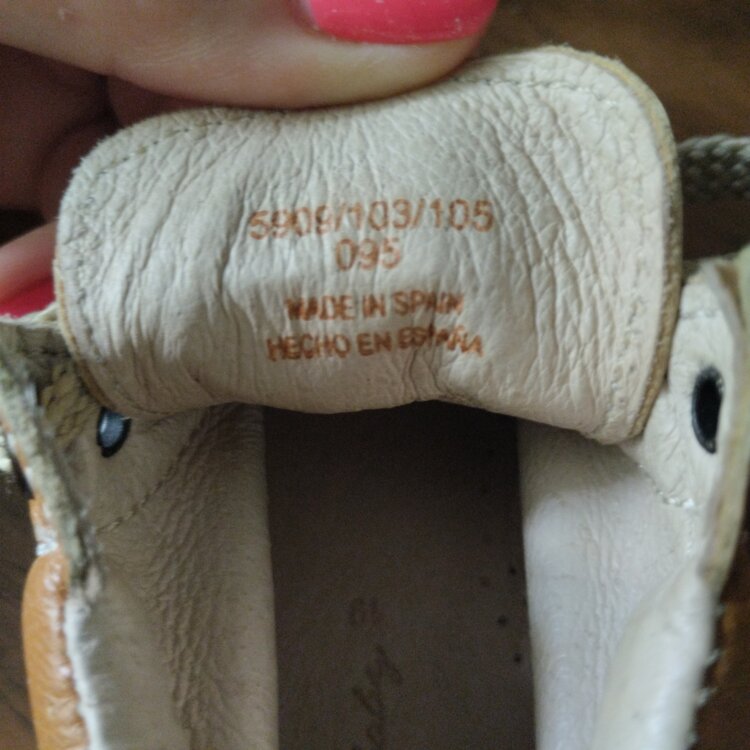 5909/103/105
095
MADE IN SPAIN
HECHO EN ESPAÑA